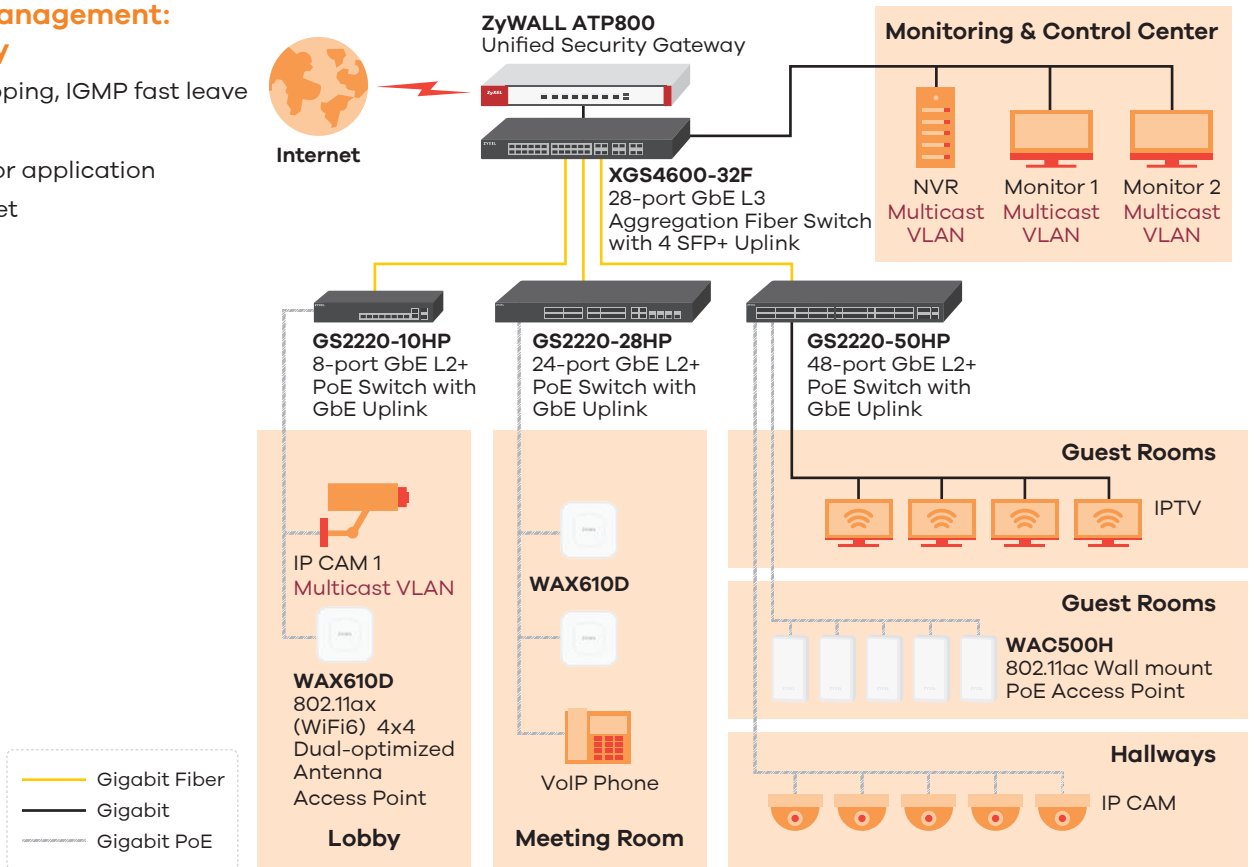 anagement:
y
ping, IGMP fast leave
or application
et
Internet
ZyWALL ATP800
Unified Security Gateway
ZyXEL
ZYXEL
XGS4600-32F
28-port GbE L3
Aggregation Fiber Switch
with 4 SFP+ Uplink
Monitoring & Control Center
NVR
Multicast
VLAN
Monitor 1
Multicast
VLAN
Monitor 2
Multicast
VLAN
GS2220-10HP
8-port GbE L2+
PoE Switch with
GbE Uplink
GS2220-28HP
24-port GbE L2+
PoE Switch with
GbE Uplink
GS2220-50HP
48-port GbE L2+
PoE Switch with
GbE Uplink
IP CAM 1
Multicast VLAN
WAX610D
802.11ax
(WiFi6) 4x4
Dual-optimized
Antenna
Access Point
Lobby
WAX610D
VoIP Phone
Meeting Room
Guest Rooms
IPTV
Guest Rooms
WAC500H
802.11ac Wall mount
PoE Access Point
Hallways
IP CAM
Gigabit Fiber
Gigabit
Gigabit PoE